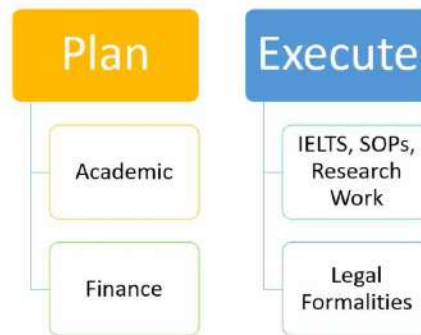 Plan
Academic
Finance
Execute
IELTS, SOPs,
Research
Work
Legal
Formalities